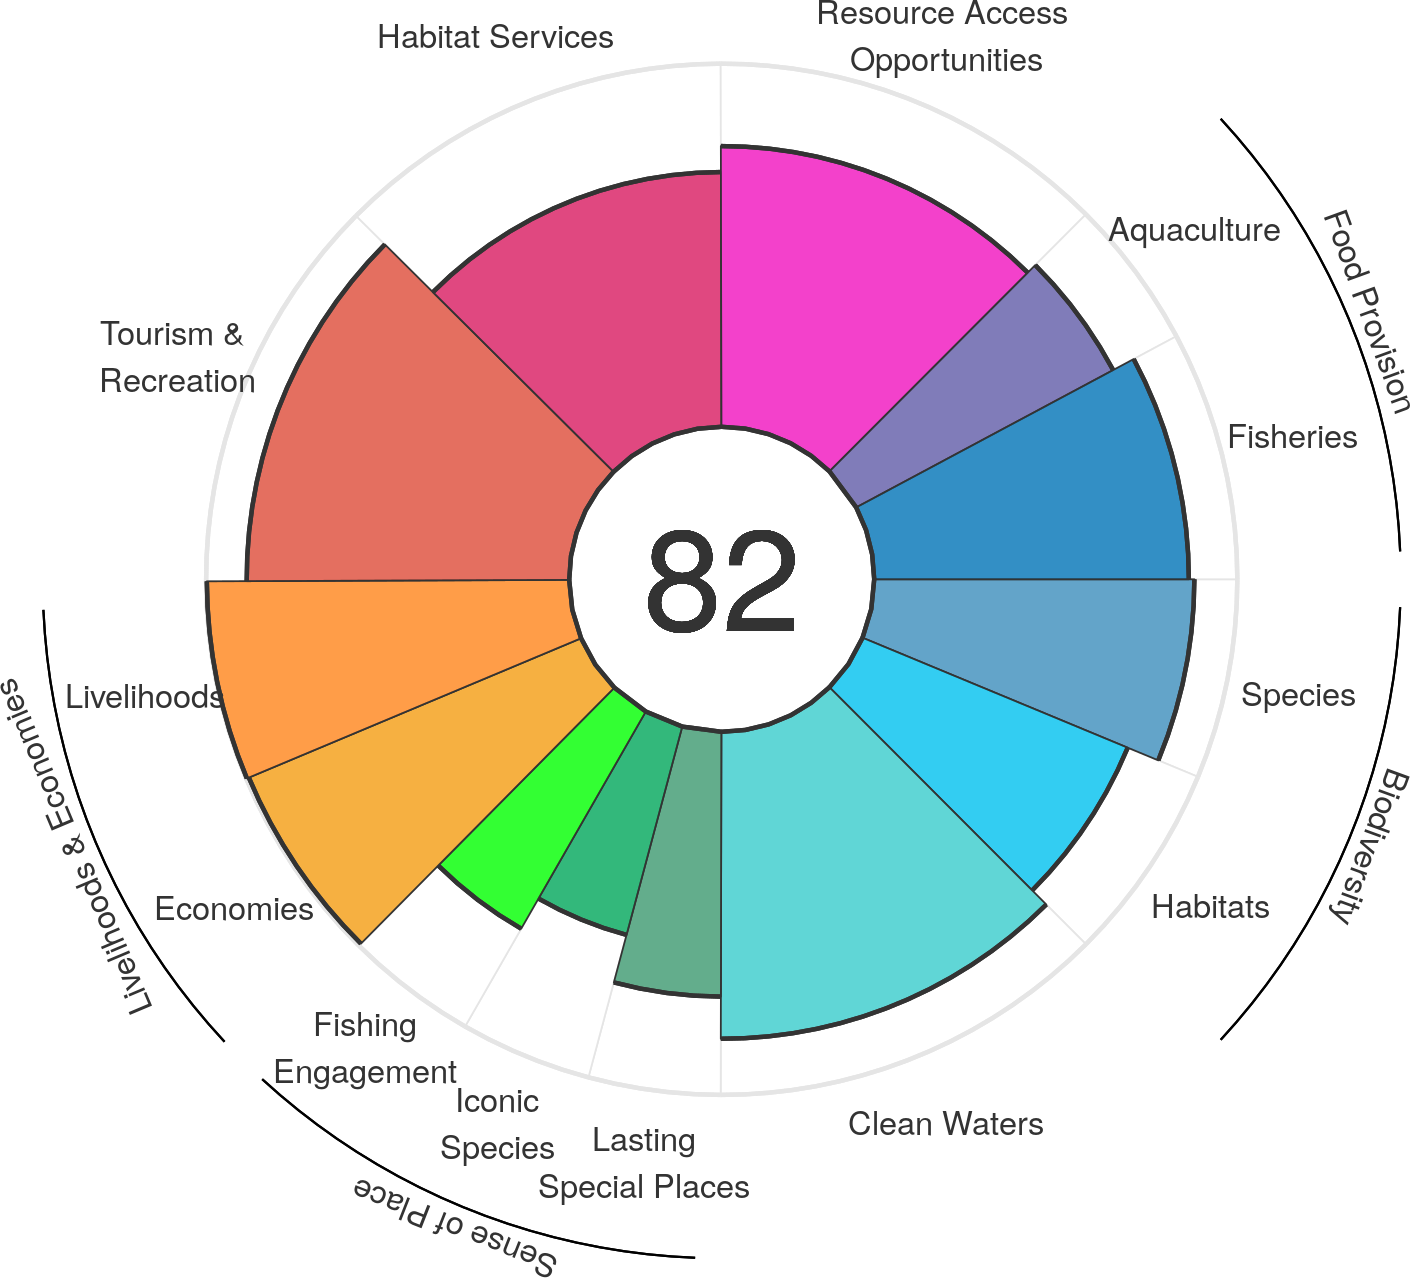 Resource Access
Opportunities
Habitat Services
Aquaculture
Food Provision
Tourism &
Recreation
Fisheries
82
Livelihoods
Species
Livelihoods & Economies
Biodiversity
Economies
Habitats
Fishing
Engagement
Iconic
Species
Lasting
Special Places
Clean Waters
Sense of Place